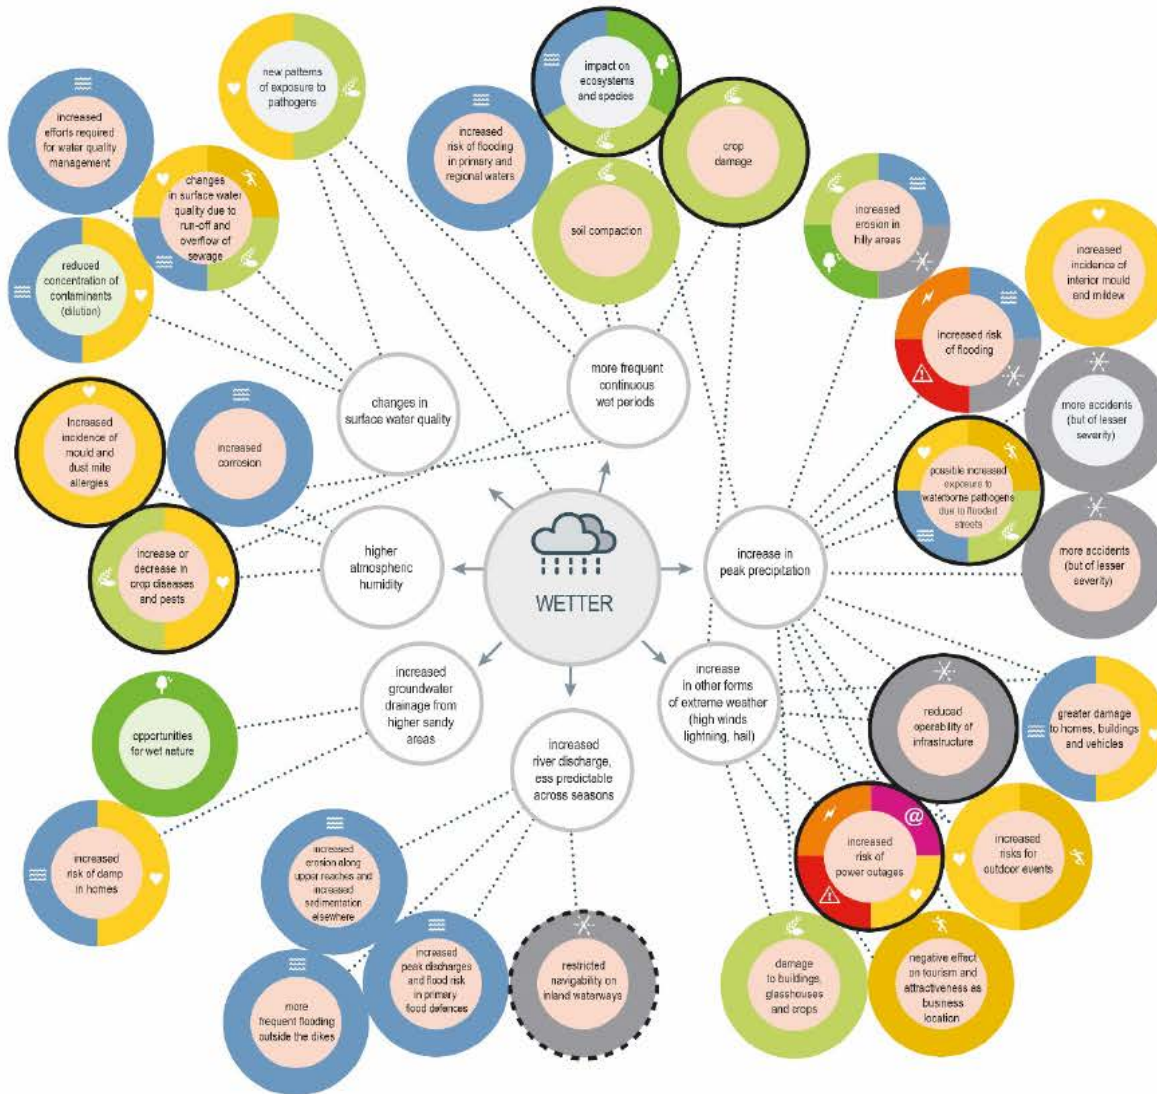 new patterns
of exposure to
pathogens
increased
efforts required
for water quality
management
changes
in surface water
quality due to
run-off and
overflow of
sewage
reduced
concentration of
contaminants
(dilution)
impact on
ecosystems
and species
increased
risk of flooding
in primary and
regional waters
crop
damage
soil compaction
increased
erosion in
hilly areas
increased
incidence of
interior mould
and mildew
increased risk
of flooding
more accidents
(but of lesser
severity)
possible increased
exposure to
waterborne pathogens
due to flooded
streets
more accidents
(but of lesser
severity)
changes in
surface water quality
more frequent
continuous
wet periods
Increased
incidence of
mould and
dust mite
allergies
increased
corrosion
increase or
decrease in
crop diseases
and pests
higher
atmospheric
humidity
WETTER
increase in
peak precipitation
increased
groundwater
drainage from
higher sandy
areas
increased
river discharge,
ess predictable
across seasons
increase
in other forms
of extreme weather
(high winds
lightning, hail)
opportunities
for wet nature
increased
risk of damp
in homes
reduced
operability of
infrastructure
greater damage
to homes, buildings
and vehicles
increased
risk of
power outages
@
increased
risks for
outdoor events
increased
erosion along
upper reaches and
increased
sedimentation
elsewhere
more
frequent flooding
outside the dikes
increased
peak discharges
and flood risk
in primary
flood defences
restricted
navigability on
inland waterways
damage
to buildings,
glasshouses
and crops
negative effect
on tourism and
attractiveness as
business
location